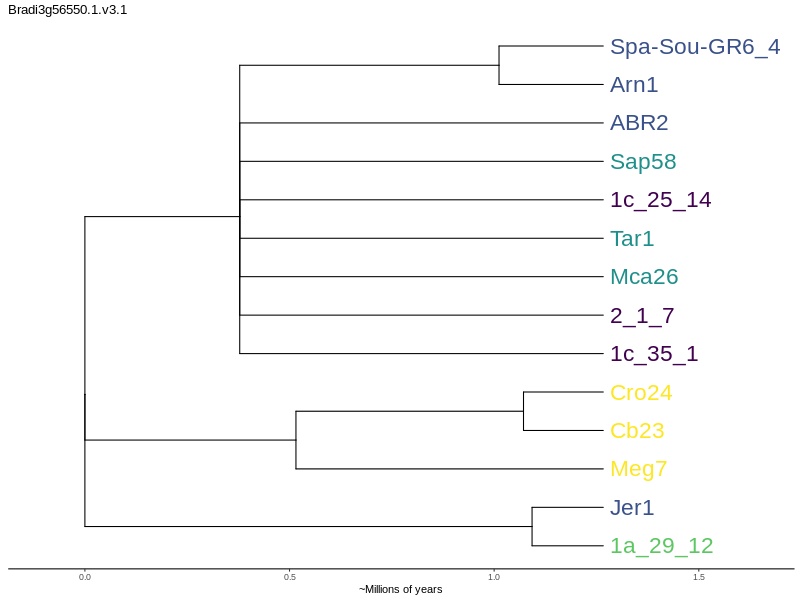 Bradi3g56550.1.v3.1
Spa-Sou-GR6_4
Arn1
ABR2
Sap58
1c_25_14
Tar1
Mca26
2_1_7
1c_35_1
Cro24
Cb23
Meg7
Jer1
1a_29_12
0.0 0.5 1.0 1.5
~Millions of years